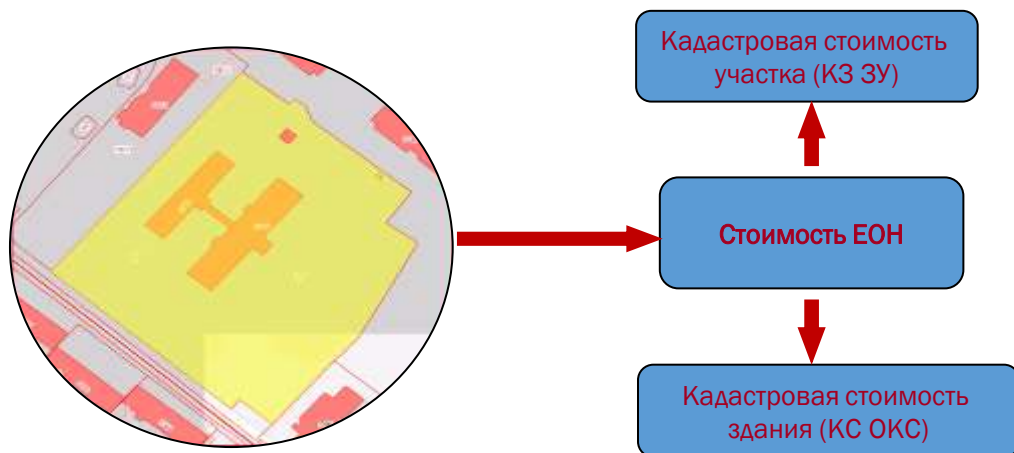 Кадастровая стоимость
участка (КЗ ЗУ)
Стоимость ЕОН
Кадастровая стоимость
здания (КС ОКС)